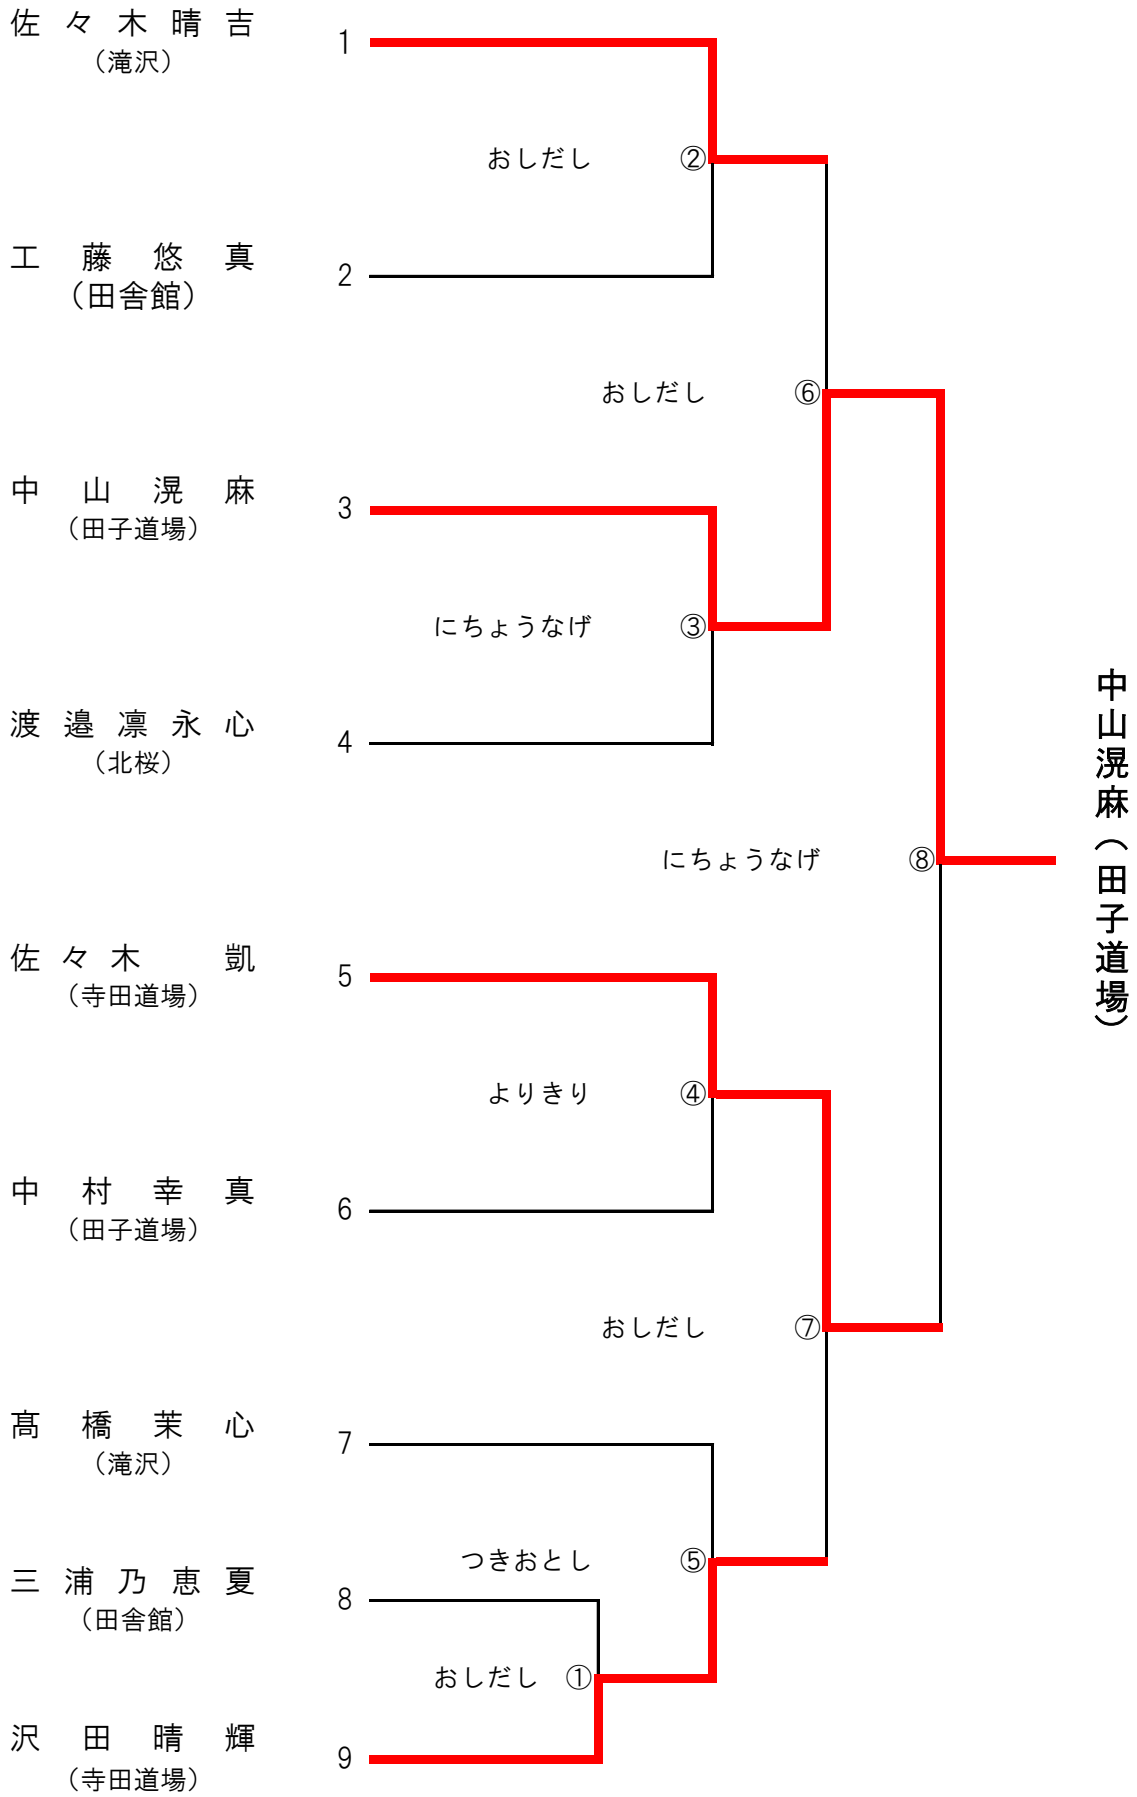 佐々木晴吉
（滝沢）
1
おしだし
②
工藤悠真
（田舎館）
2
おしだし
⑥
中山滉麻
（田子道場）
3
にちょうなげ
③
渡邉凛永心
（北桜）
4
にちょうなげ
⑧
中山滉麻（田子道場）
佐々木　凱
（寺田道場）
5
よりきり
④
中村幸真
（田子道場）
6
おしだし
⑦
髙橋茉心
（滝沢）
7
つきおとし
⑤
三浦乃恵夏
（田舎館）
8
おしだし
①
沢田晴輝
（寺田道場）
9